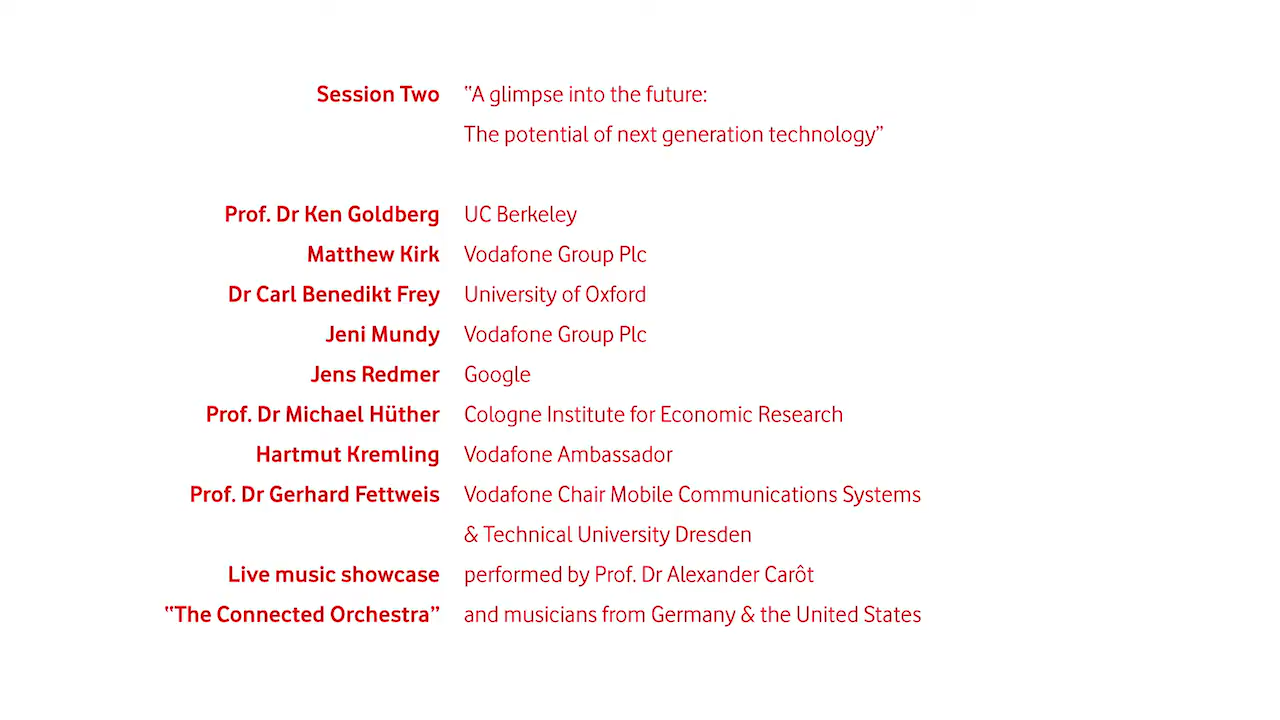 Session Two "A glimpse into the future:
The potential of next generation technology"
Prof. Dr Ken Goldberg UC Berkeley
Matthew Kirk Vodafone Group Plc
Dr Carl Benedikt Frey University of Oxford
Jeni Mundy Vodafone Group Plc
Jens Redmer Google
Prof. Dr Michael Hüther Cologne Institute for Economic Research
Hartmut Kremling Vodafone Ambassador
Prof. Dr Gerhard Fettweis Vodafone Chair Mobile Communications Systems
& Technical University Dresden
Live music showcase performed by Prof. Dr Alexander Carôt
"The Connected Orchestra" and musicians from Germany & the United States